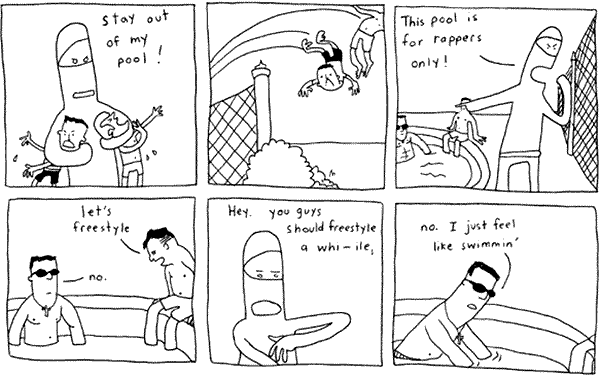 stay out
of my
pool!
This pool is
for rappers
only!
let's
freestyle
no.
Hey. you guys
should freestyle
a whi-ile,
no. I just feel
like swimmin'